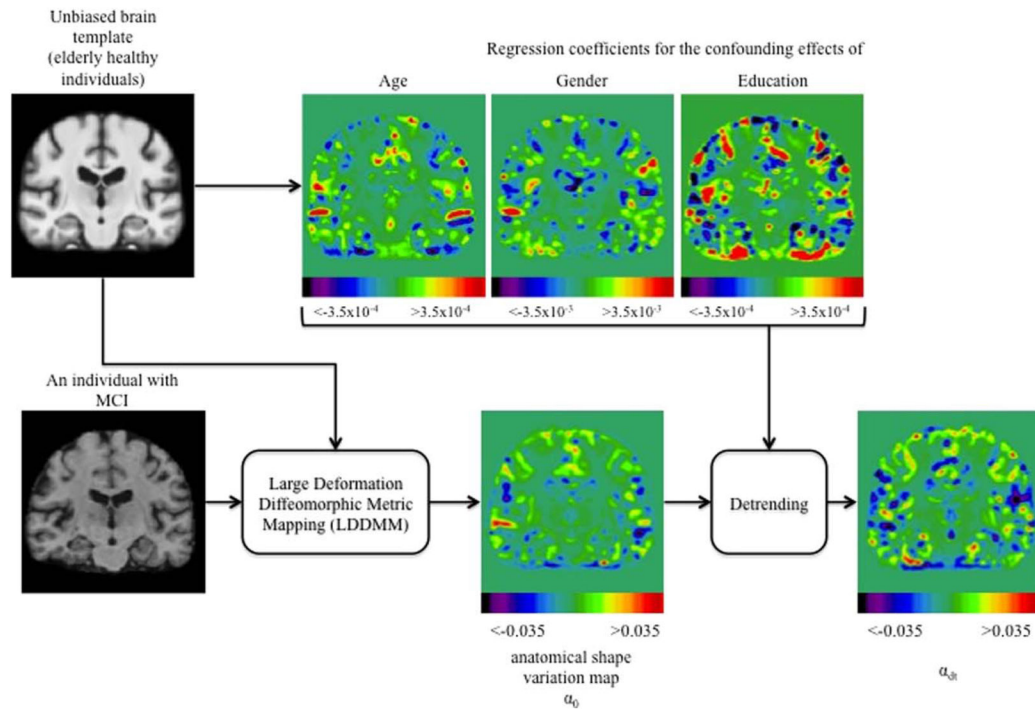 Unbiased brain
template
(elderly healthy
individuals)
Regression coefficients for the confounding effects of
Age
Gender
Education
<-3.5x10⁻⁴
>3.5x10⁻⁴
<-3.5x10⁻³
>3.5x10⁻³
<-3.5x10⁻⁴
>3.5x10⁻⁴
An individual with
MCI
Large Deformation
Diffeomorphic Metric
Mapping (LDDMM)
Detrending
<-0.035
>0.035
anatomical shape
variation map
α₀
<-0.035
>0.035
α_dt